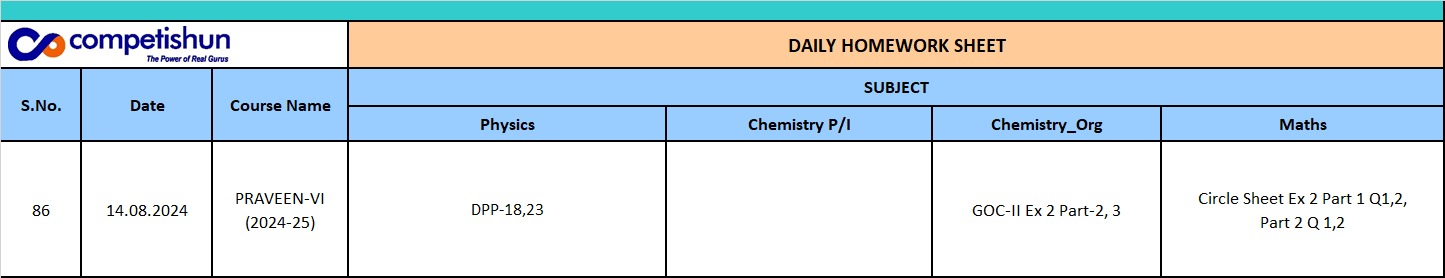 competishun
The Power of Real Gurus
DAILY HOMEWORK SHEET
S.No.
Date
Course Name
SUBJECT
Physics
Chemistry P/I
Chemistry_Org
Maths
86
14.08.2024
PRAVEEN-VI
(2024-25)
DPP-18,23
GOC-II Ex 2 Part-2, 3
Circle Sheet Ex 2 Part 1 Q1,2,
Part 2 Q 1,2